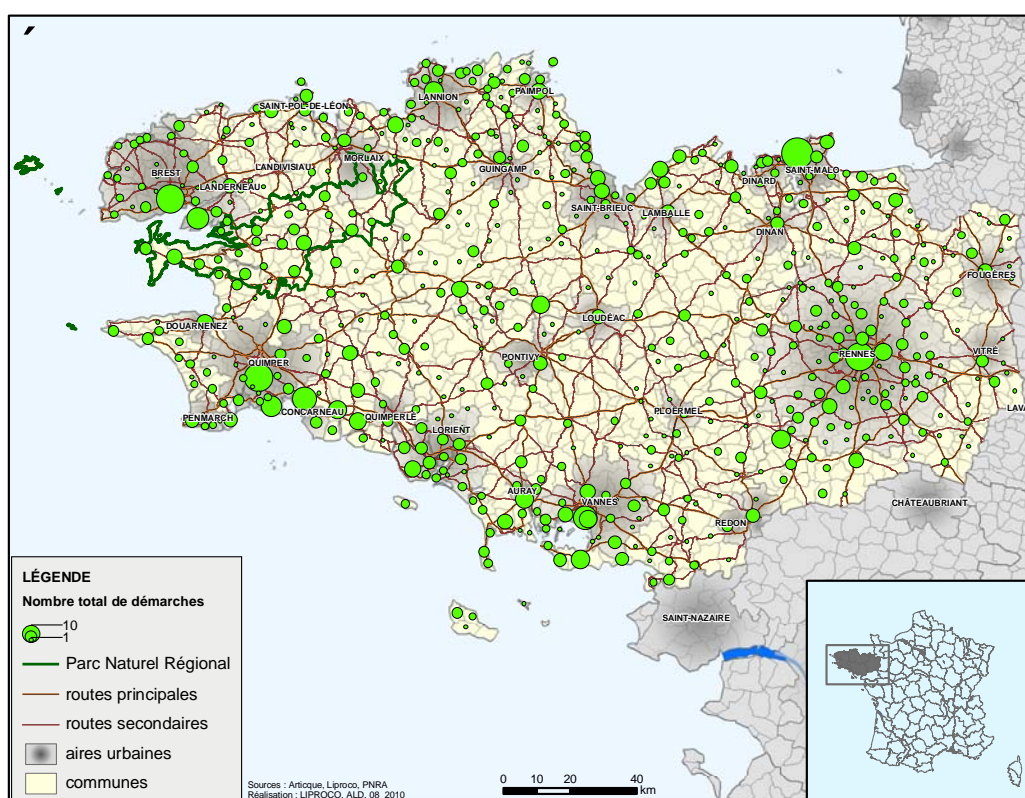 SAINT-POL-DE-LÉON
LANNION
PAIMPOL
BREST
LANDIVISIAU
MORLAIX
LANDERNEAU
GUINGAMP
SAINT-BRIEUC
LAMBALLE
DINARD
SAINT-MALO
DINAN
FOUGÈRES
DOUARNENEZ
QUIMPER
LOUDÉAC
PONTIVY
RENNES
VITRÉ
PENMARCH
CONCARNEAU
QUIMPERLÉ
LORIENT
PLOERMEL
LAVA
AURAY
VANNES
REDON
CHÂTEAUBRIANT
SAINT-NAZAIRE
LÉGENDE
Nombre total de démarches
10
1
Parc Naturel Régional
routes principales
routes secondaires
aires urbaines
communes
Sources : Articque, Liproco, PNRA
Réalisation : LIPROCO, ALD, 08_2010
0 10 20 40
km